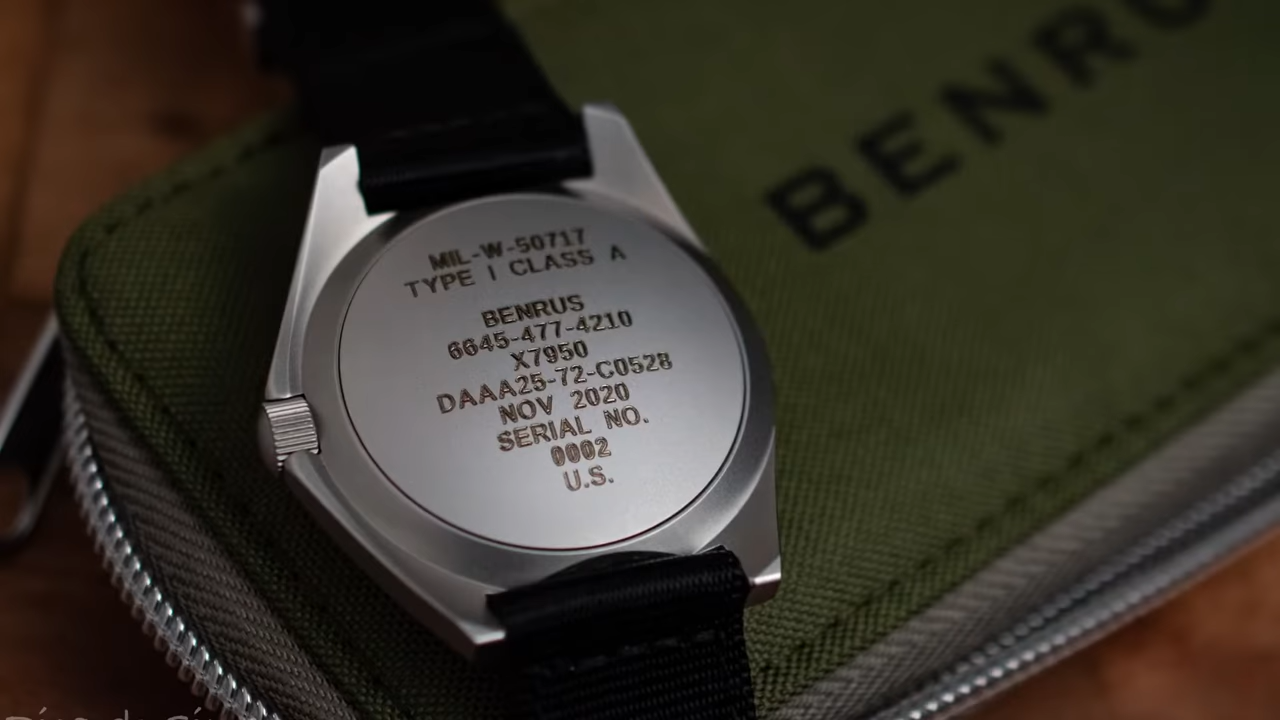 BENRU
MIL-W-50717
TYPE I CLASS A
BENRUS
6645-477-4210
X7950
DAAA25-72-C0528
NOV 2020
SERIAL NO.
0002
U.S.